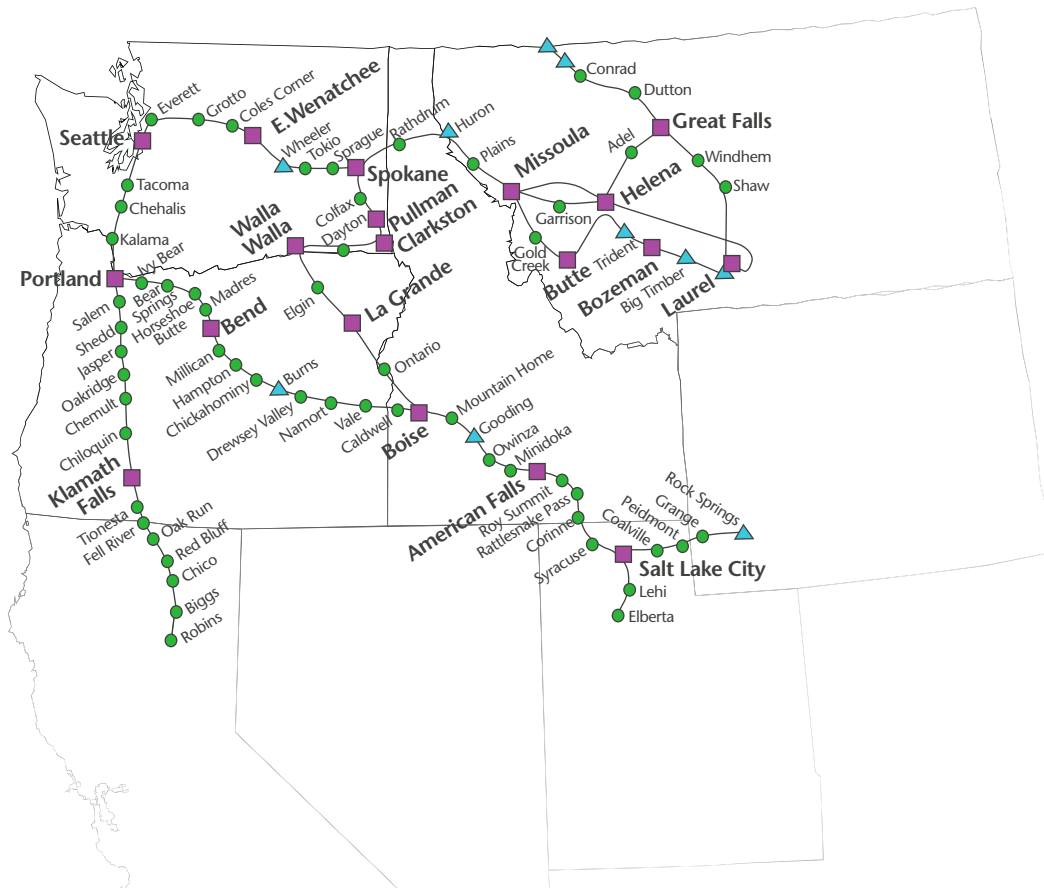 Conrad
Dutton
Great Falls
Adel
Windhem
Shaw
Everett
Grotto
Coles Corner
E.Wenatchee
Seattle
Wheeler
Tokio
Sprague
Rathdrum
Huron
Plains
Missoula
Spokane
Helena
Garrison
Tacoma
Chehalis
Kalama
Colfax
Pullman
Clarkston
Dayton
Walla
Walla
Gold
Creek
Butte
Trident
Bozeman
Big Timber
Laurel
Portland
Ivy Bear
Bear
Springs
Horseshoe
Butte
Madres
Bend
Elgin
La Grande
Salem
Shedd
Jasper
Oakridge
Chemult
Chiloquin
Millican
Hampton
Chickahominy
Burns
Drewsey Valley
Namort
Vale
Caldwell
Ontario
Boise
Mountain Home
Gooding
Owinza
Minidoka
American Falls
Roy Summit
Rattlesnake Pass
Corinne
Syracuse
Coalville
Peidmont
Grange
Rock Springs
Salt Lake City
Lehi
Elberta
Klamath
Falls
Tionesta
Fell River
Oak Run
Red Bluff
Chico
Biggs
Robins